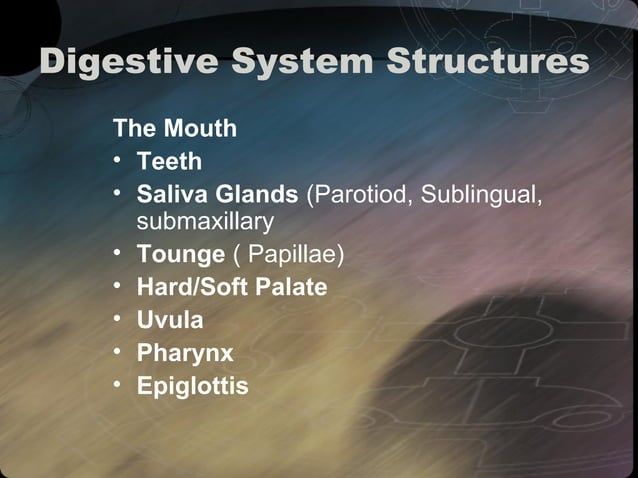 Digestive System Structures
The Mouth
• Teeth
• Saliva Glands (Parotiod, Sublingual,
submaxillary
• Tounge ( Papillae)
• Hard/Soft Palate
• Uvula
• Pharynx
• Epiglottis